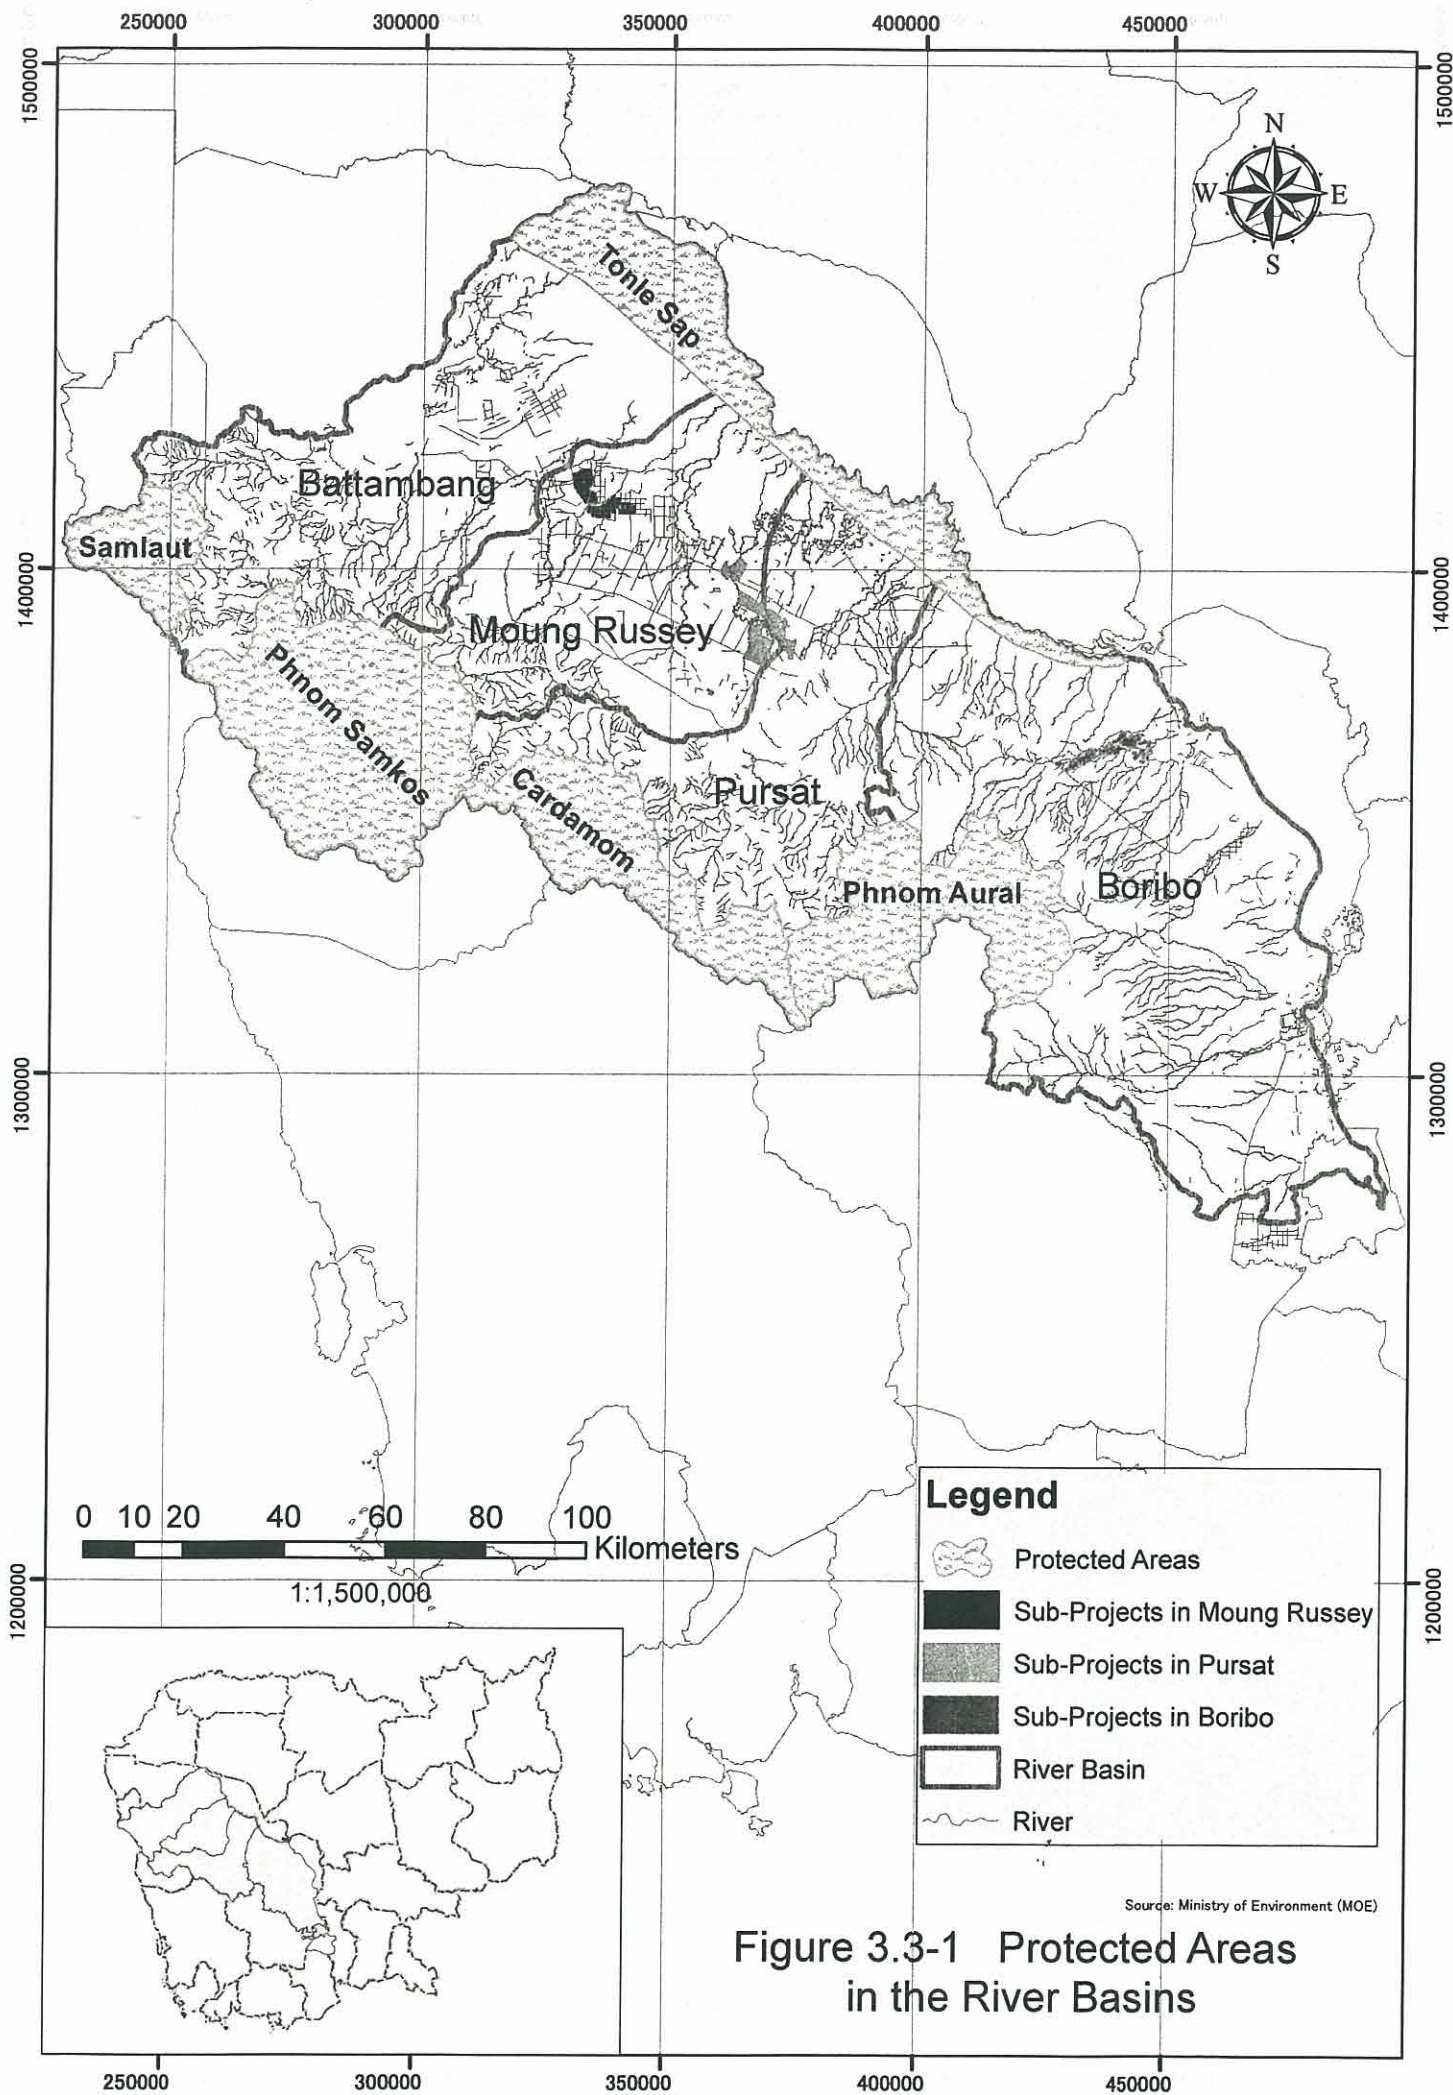 250000 300000 350000 400000 450000
1500000
1500000
N
W E
S
Tonle Sap
Battambang
Samlaut
1400000
1400000
Moung Russey
Phnom Samkos
Cardamom
Pursat
Phnom Aural
Boribo
1300000
1300000
0 10 20 40 60 80 100
Kilometers
1:1,500,000
1200000
1200000
Legend
Protected Areas
Sub-Projects in Moung Russey
Sub-Projects in Pursat
Sub-Projects in Boribo
River Basin
River
Source: Ministry of Environment (MOE)
Figure 3.3-1 Protected Areas
in the River Basins
250000 300000 350000 400000 450000